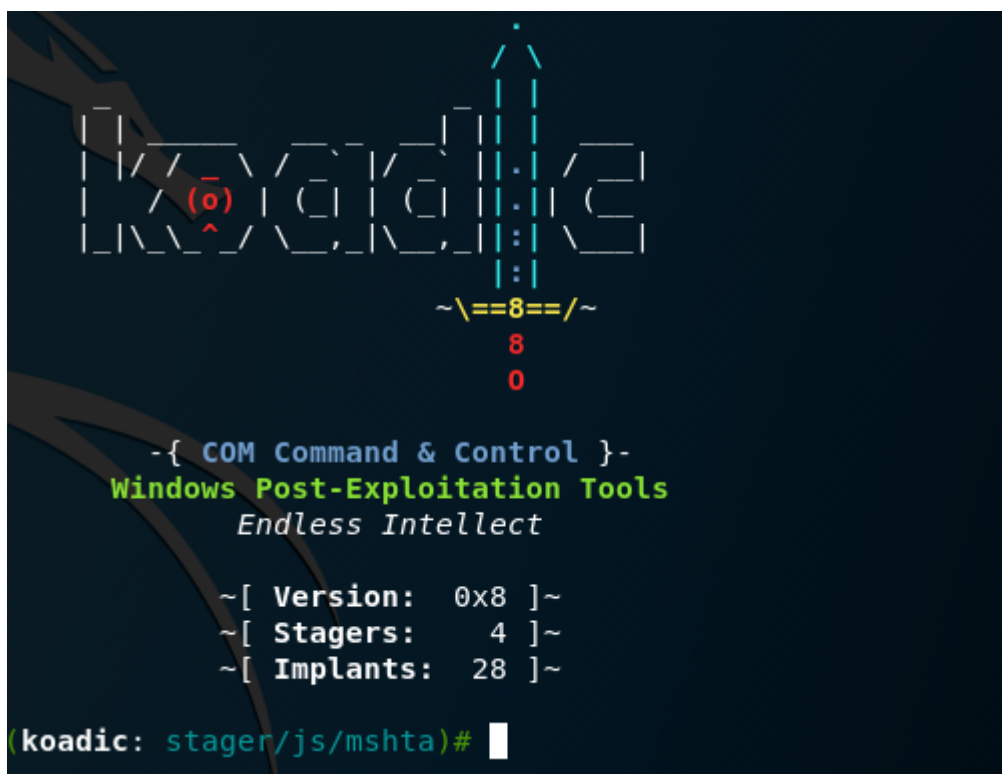 koadic
-{ COM Command & Control }-
Windows Post-Exploitation Tools
Endless Intellect
~[ Version: 0x8 ]~
~[ Stagers: 4 ]~
~[ Implants: 28 ]~
(koadic: stager/js/mshta)#